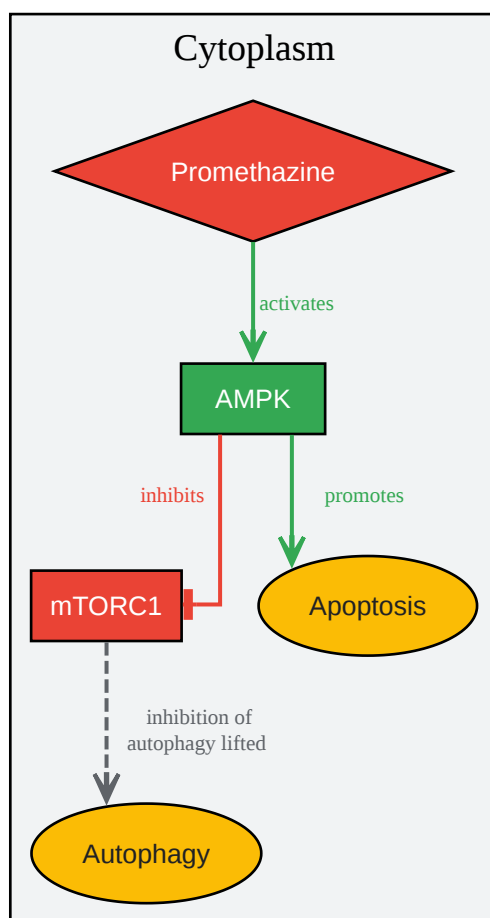 Cytoplasm
Promethazine
activates
AMPK
inhibits
promotes
mTORC1
Apoptosis
inhibition of
autophagy lifted
Autophagy